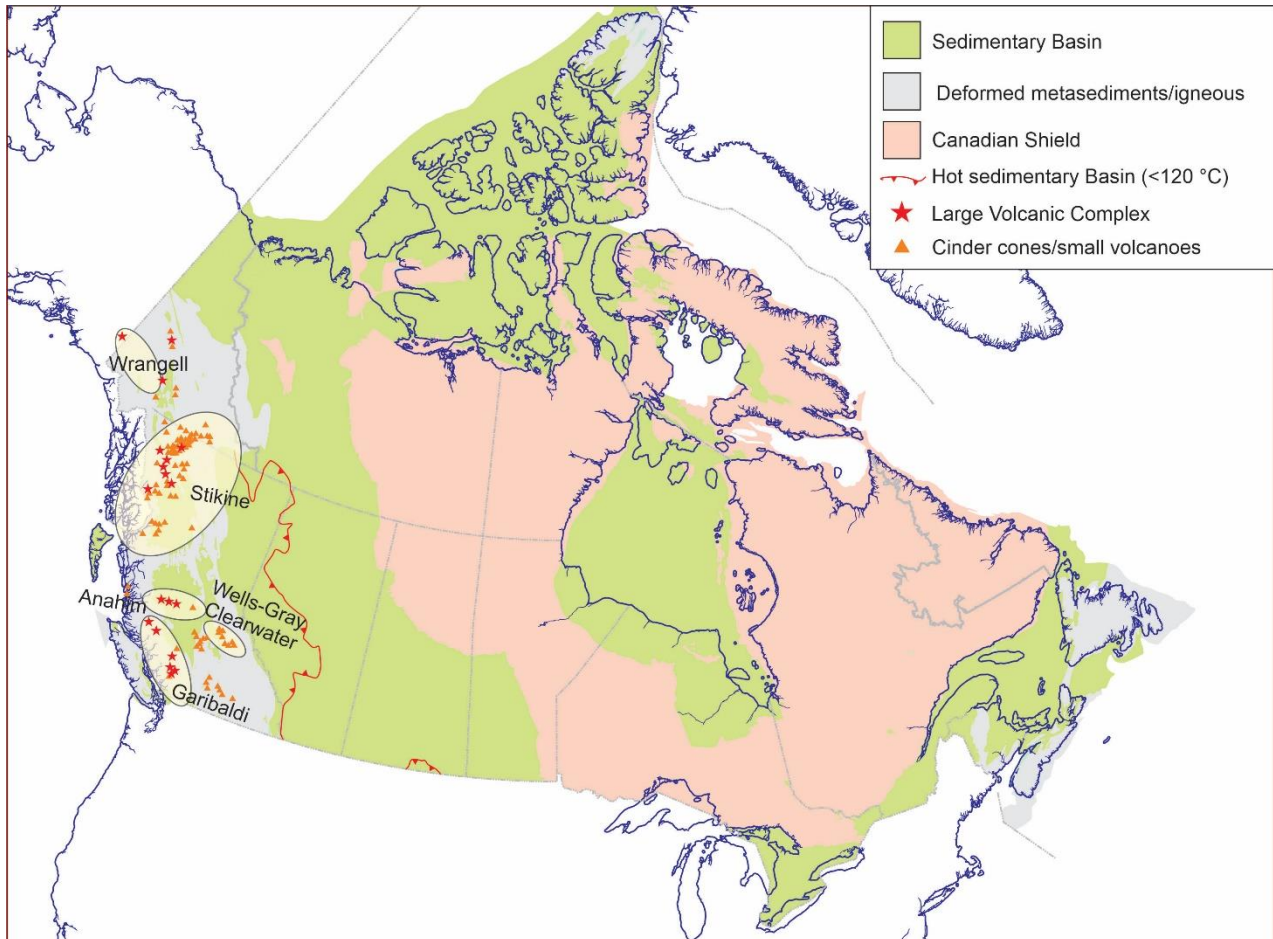 Sedimentary Basin
Deformed metasediments/igneous
Canadian Shield
Hot sedimentary Basin (<120 °C)
Large Volcanic Complex
Cinder cones/small volcanoes
Wrangell
Stikine
Anahim
Wells-Gray
Clearwater
Garibaldi